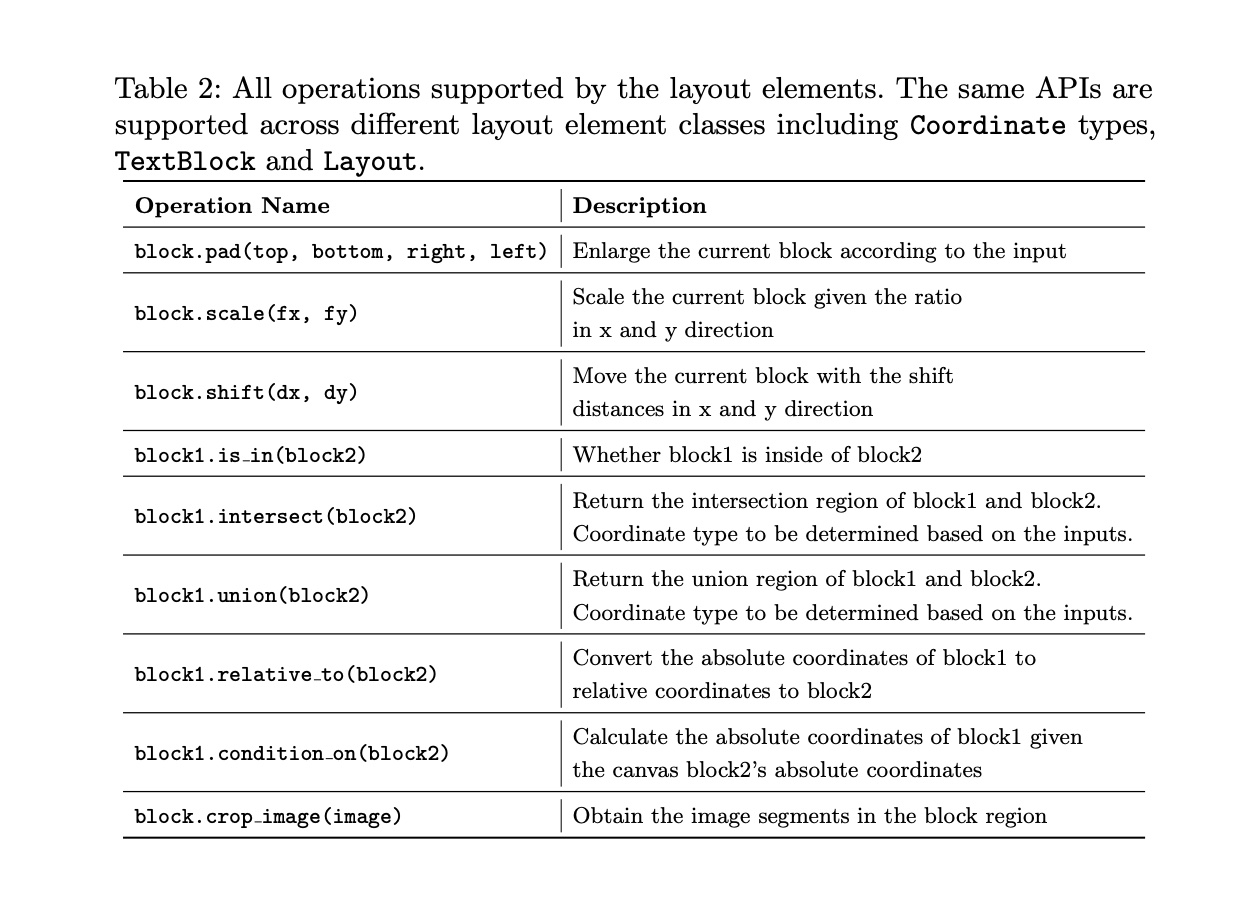 Table 2: All operations supported by the layout elements. The same APIs are
supported across different layout element classes including Coordinate types,
TextBlock and Layout.
Operation Name Description
block.pad(top, bottom, right, left) Enlarge the current block according to the input
block.scale(fx, fy) Scale the current block given the ratio
in x and y direction
block.shift(dx, dy) Move the current block with the shift
distances in x and y direction
block1.is_in(block2) Whether block1 is inside of block2
block1.intersect(block2) Return the intersection region of block1 and block2.
Coordinate type to be determined based on the inputs.
block1.union(block2) Return the union region of block1 and block2.
Coordinate type to be determined based on the inputs.
block1.relative_to(block2) Convert the absolute coordinates of block1 to
relative coordinates to block2
block1.condition_on(block2) Calculate the absolute coordinates of block1 given
the canvas block2's absolute coordinates
block.crop_image(image) Obtain the image segments in the block region